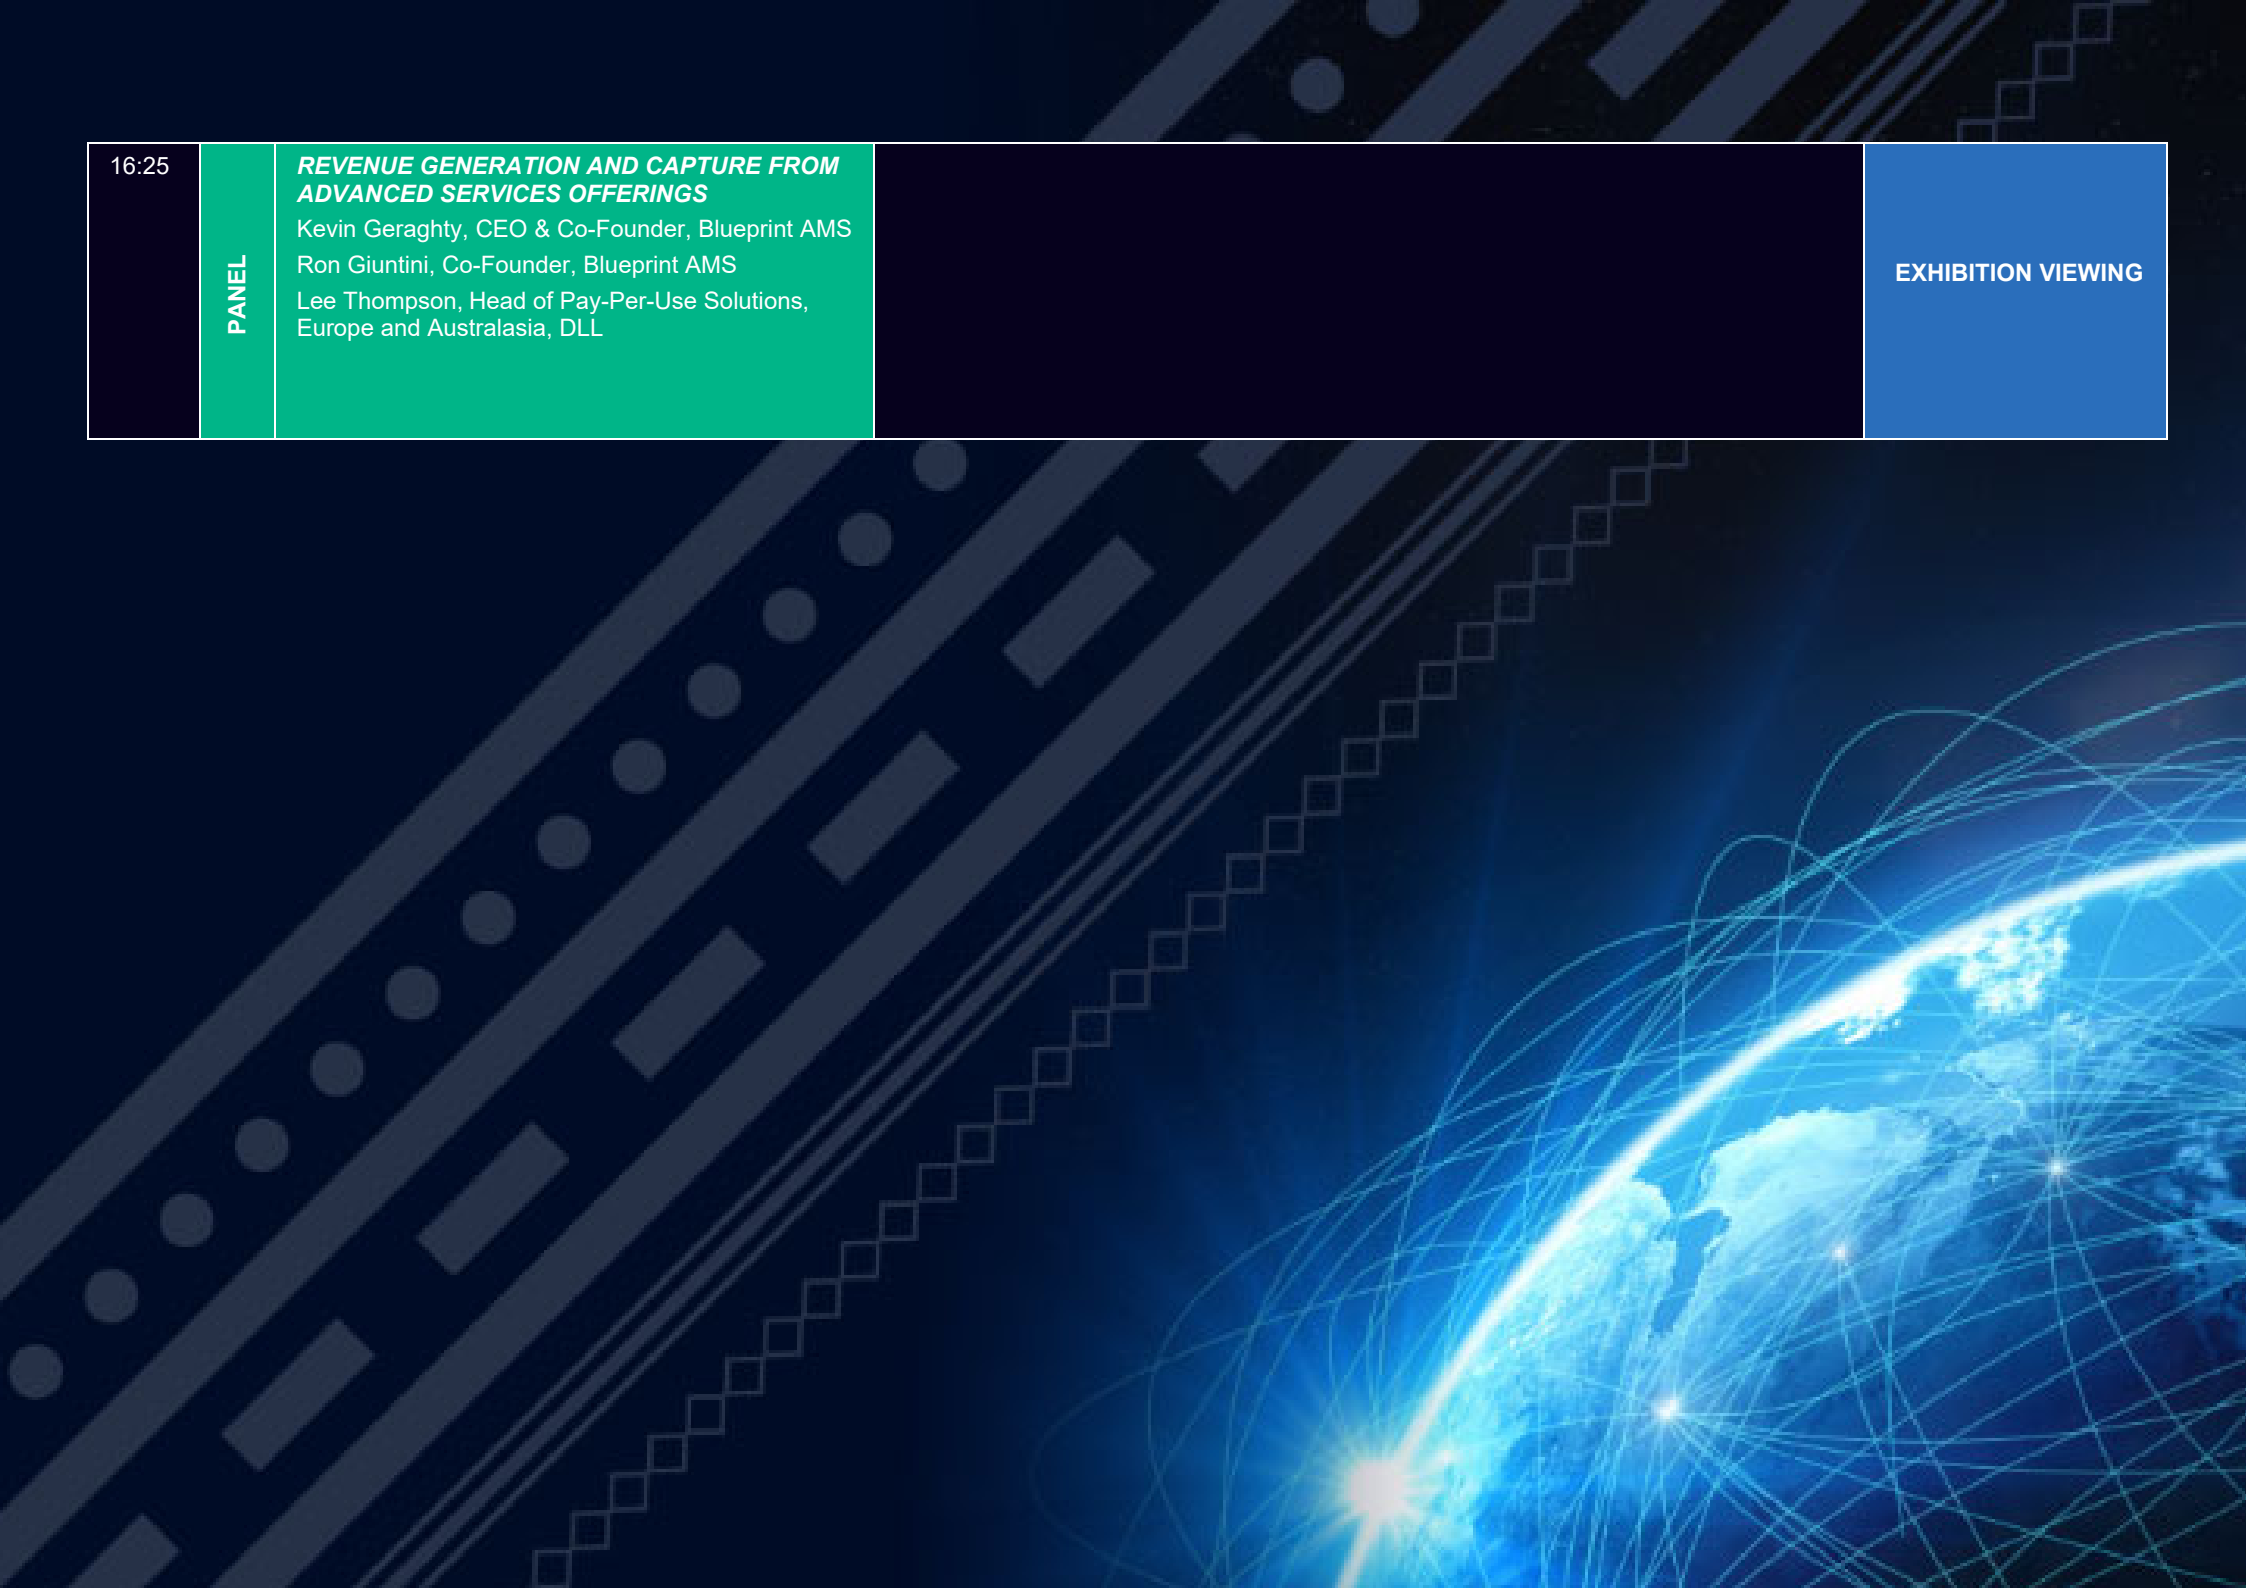 16:25
PANEL
REVENUE GENERATION AND CAPTURE FROM
ADVANCED SERVICES OFFERINGS
Kevin Geraghty, CEO & Co-Founder, Blueprint AMS
Ron Giuntini, Co-Founder, Blueprint AMS
Lee Thompson, Head of Pay-Per-Use Solutions,
Europe and Australasia, DLL
EXHIBITION VIEWING